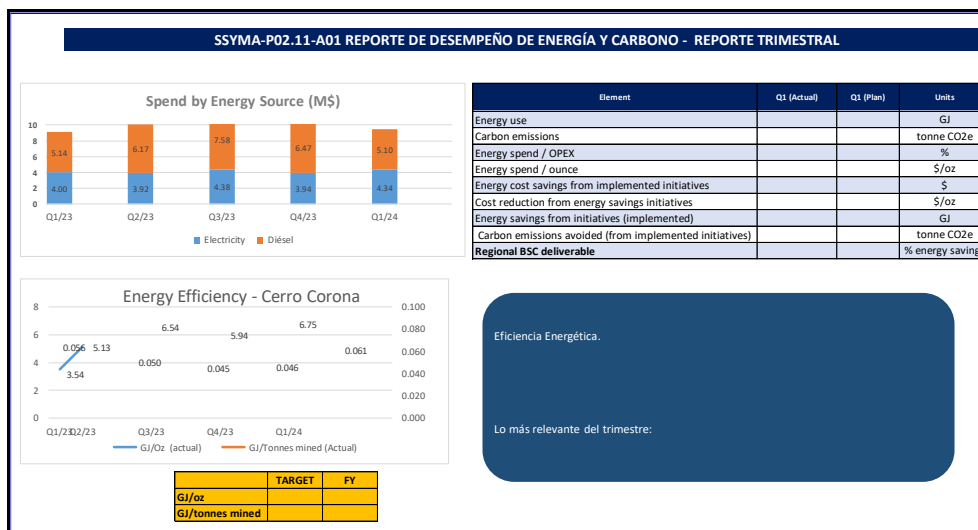 SSYMA-P02.11-A01 REPORTE DE DESEMPEÑO DE ENERGÍA Y CARBONO - REPORTE TRIMESTRAL
Spend by Energy Source (M$)
10
8
6
4
2
0
5.14 6.17 7.58 6.47 5.10
4.00 3.92 4.38 3.94 4.34
Q1/23 Q2/23 Q3/23 Q4/23 Q1/24
Electricity Diésel
Element Q1 (Actual) Q1 (Plan) Units
Energy use GJ
Carbon emissions tonne CO2e
Energy spend / OPEX %
Energy spend / ounce $/oz
Energy cost savings from implemented initiatives $
Cost reduction from energy savings initiatives $/oz
Energy savings from initiatives (implemented) GJ
Carbon emissions avoided (from implemented initiatives) tonne CO2e
Regional BSC deliverable % energy saving
Energy Efficiency - Cerro Corona
8
6
4
2
0
0.100
0.080
0.060
0.040
0.020
0.000
6.54 5.94 6.75
0.056 5.13 0.061
3.54 0.050 0.045 0.046
Q1/23 Q2/23 Q3/23 Q4/23 Q1/24
GJ/Oz (actual) GJ/Tonnes mined (Actual)
Eficiencia Energética.
Lo más relevante del trimestre:
TARGET FY
GJ/oz
GJ/tonnes mined